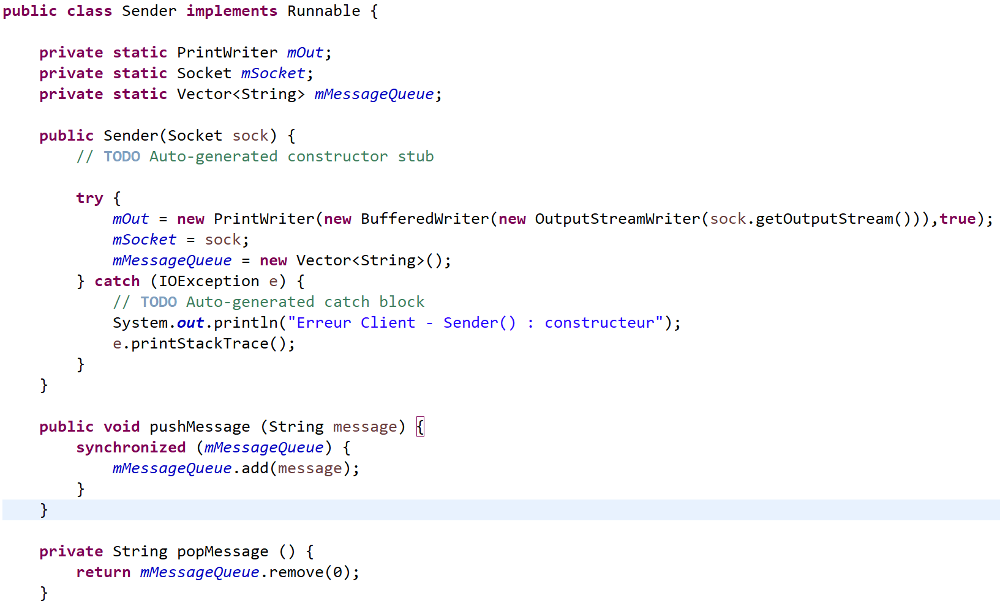 public class Sender implements Runnable {
private static PrintWriter mOut;
private static Socket mSocket;
private static Vector<String> mMessageQueue;
public Sender(Socket sock) {
// TODO Auto-generated constructor stub
try {
mOut = new PrintWriter(new BufferedWriter(new OutputStreamWriter(sock.getOutputStream())),true);
mSocket = sock;
mMessageQueue = new Vector<String>();
} catch (IOException e) {
// TODO Auto-generated catch block
System.out.println("Erreur Client - Sender() : constructeur");
e.printStackTrace();
}
}
public void pushMessage (String message) {
synchronized (mMessageQueue) {
mMessageQueue.add(message);
}
}
private String popMessage () {
return mMessageQueue.remove(0);
}